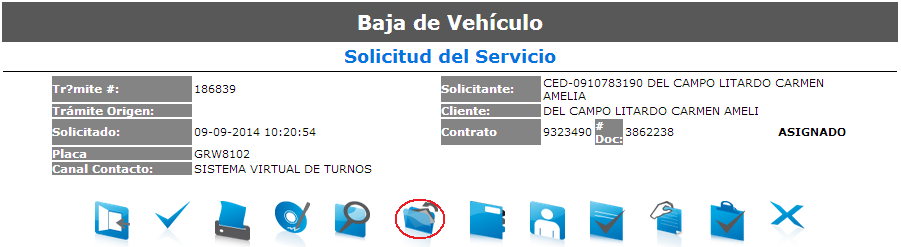 Baja de Vehículo
Solicitud del Servicio
Tr?mite #: 186839 Solicitante: CED-0910783190 DEL CAMPO LITARDO CARMEN AMELIA
Trámite Origen: Cliente: DEL CAMPO LITARDO CARMEN AMELI
Solicitado: 09-09-2014 10:20:54 Contrato 9323490 # Doc: 3862238 ASIGNADO
Placa GRW8102
Canal Contacto: SISTEMA VIRTUAL DE TURNOS